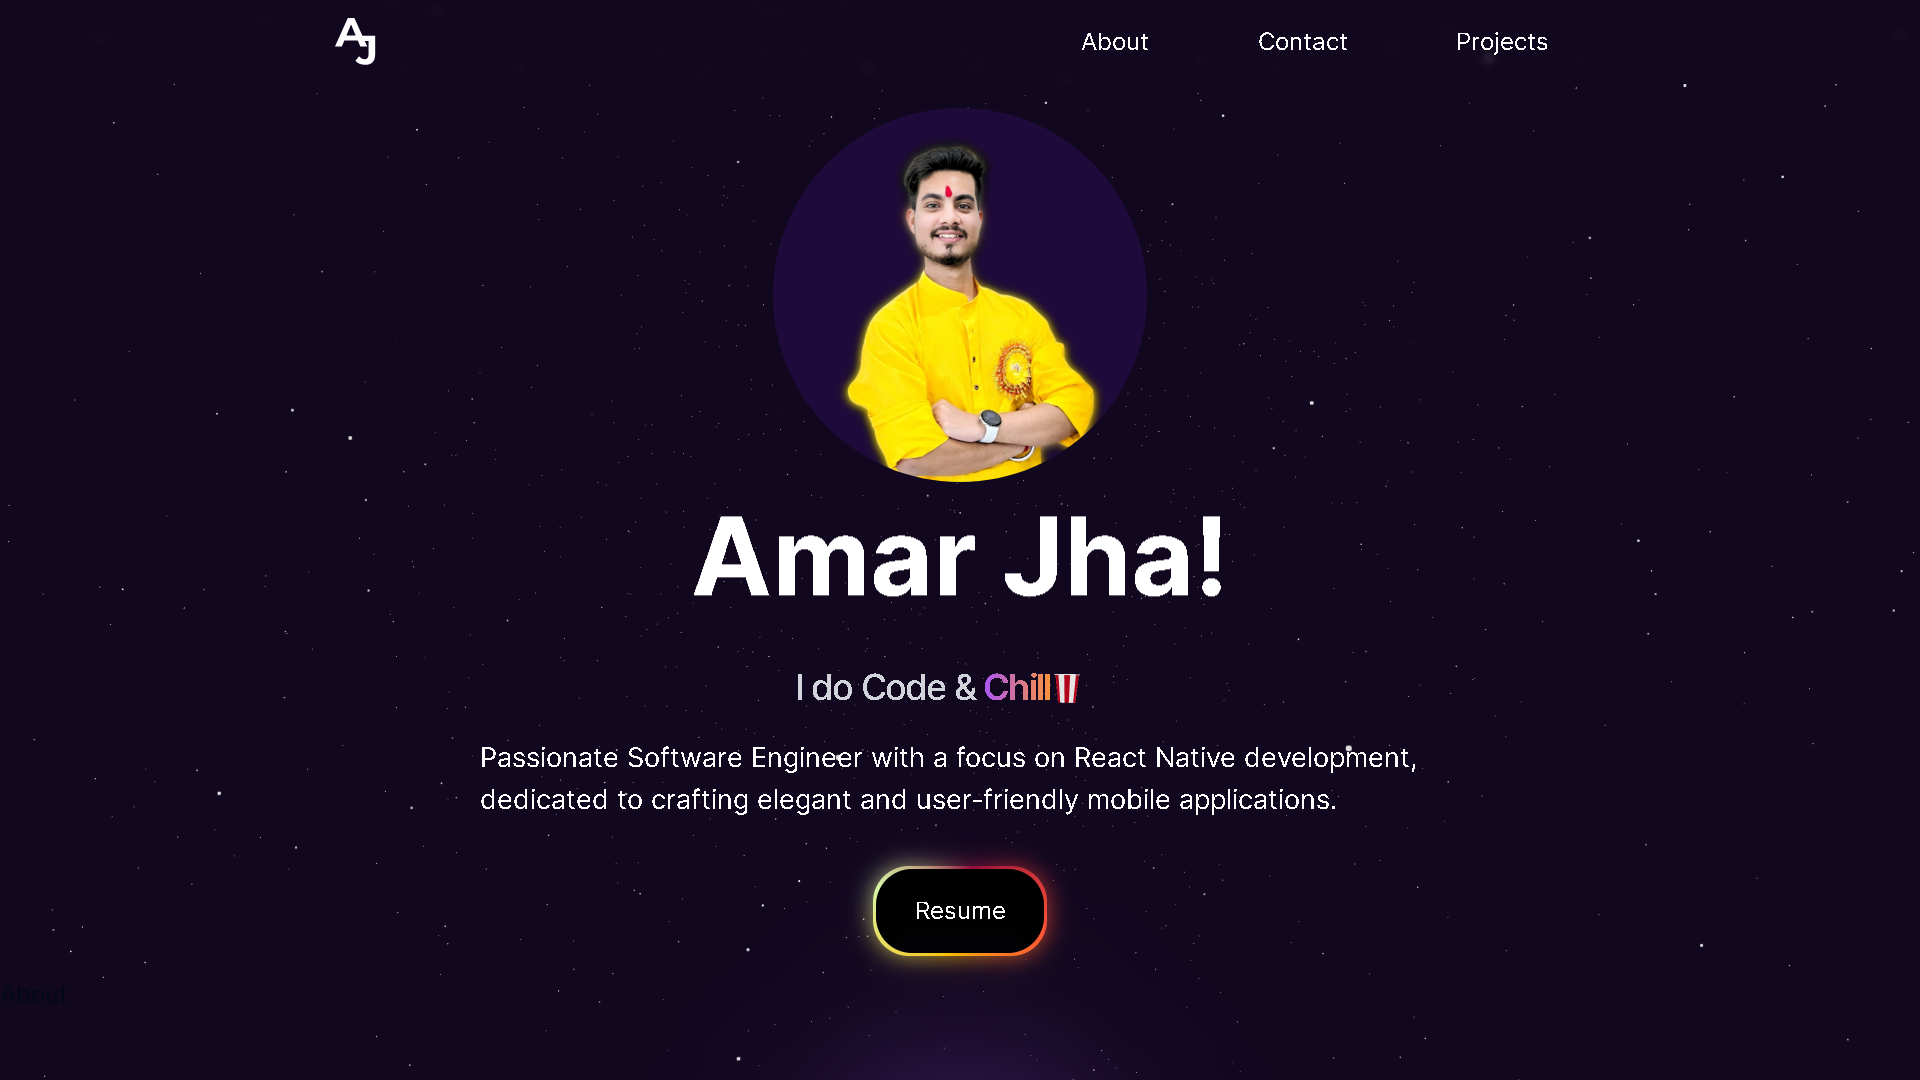 AJ
About
Contact
Projects
Amar Jha!
I do Code & Chill🍿
Passionate Software Engineer with a focus on React Native development,
dedicated to crafting elegant and user-friendly mobile applications.
Resume
About